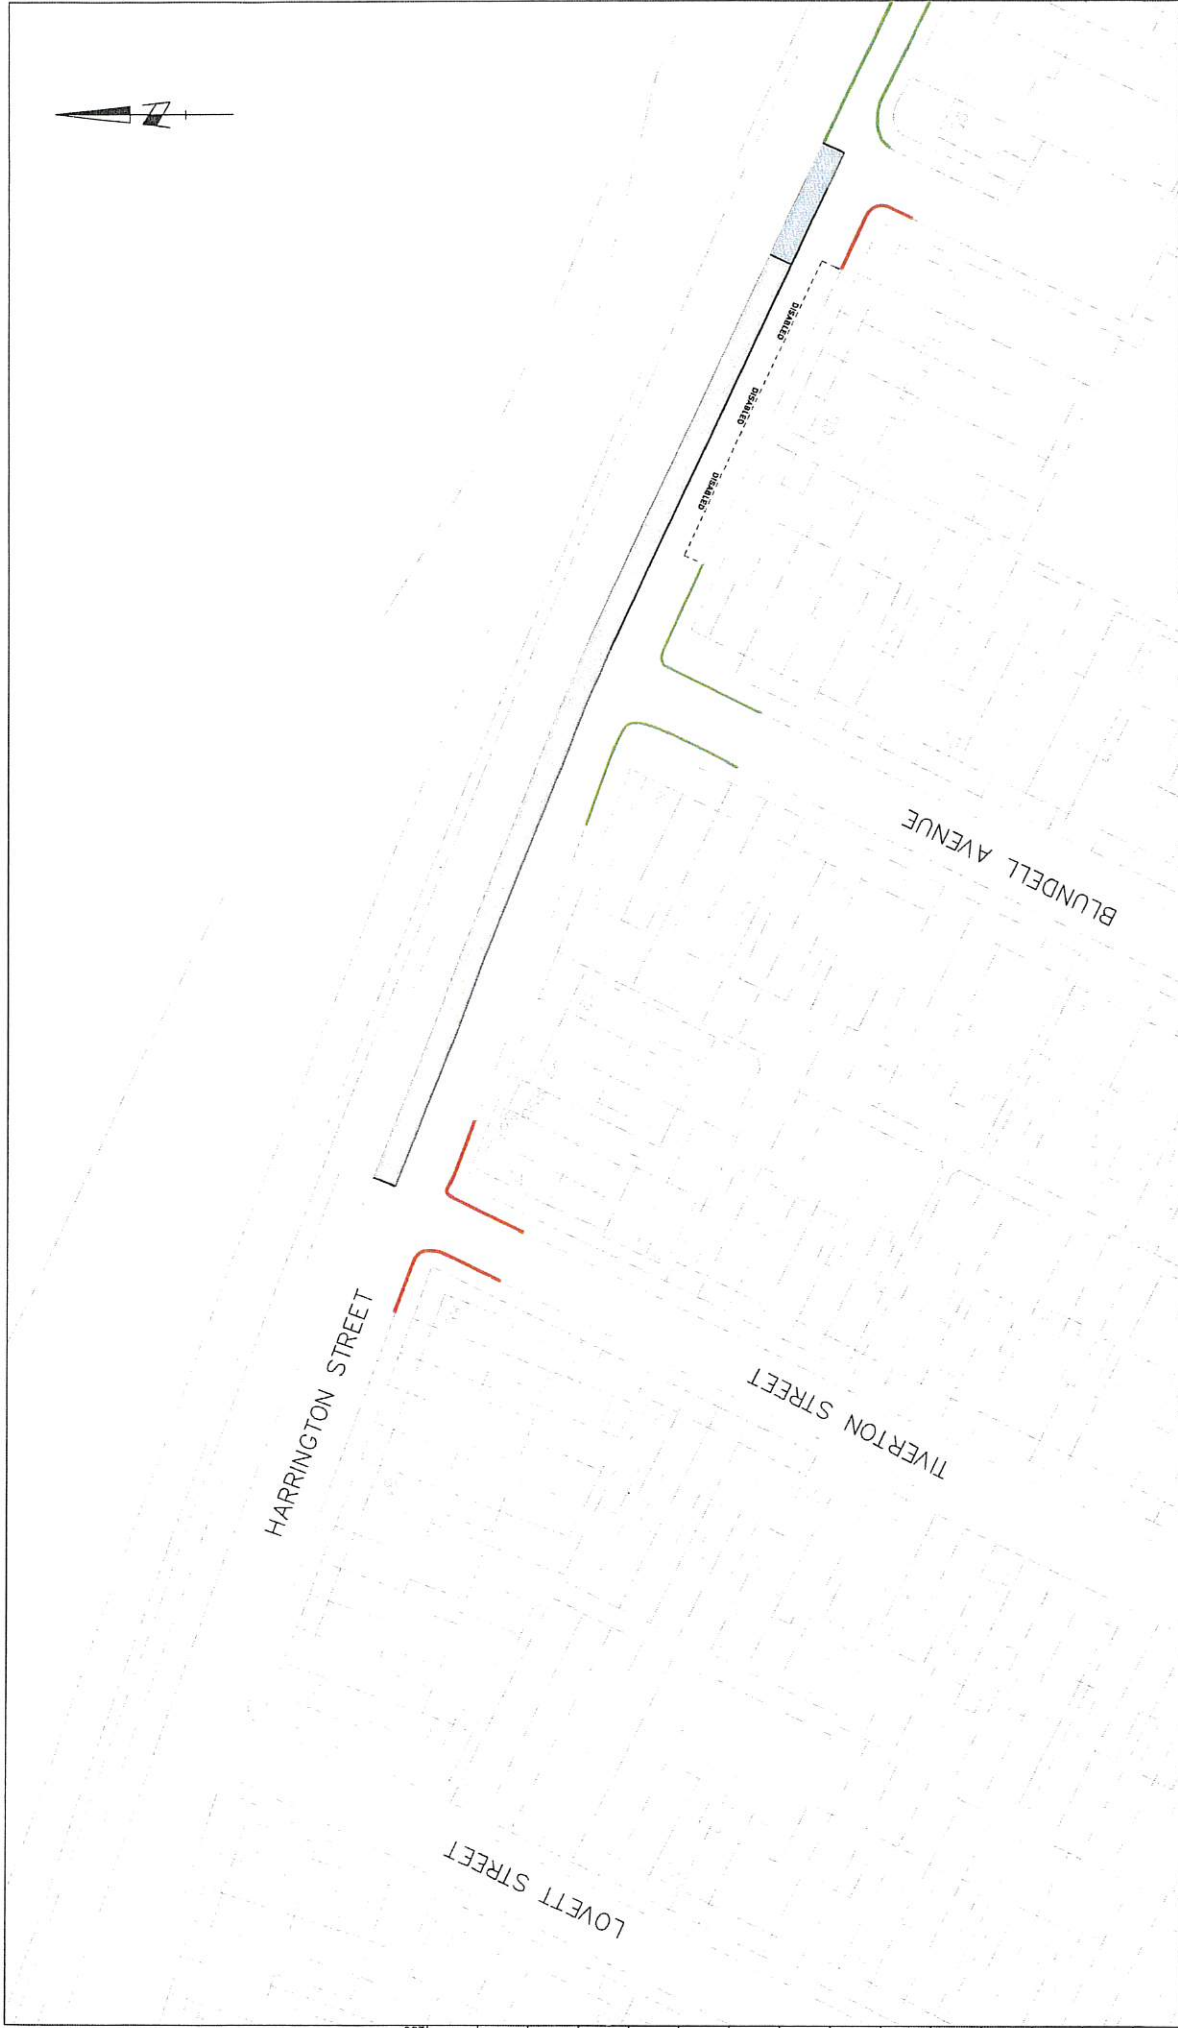 N
DISABLED
DISABLED
DISABLED
BLUNDELL AVENUE
HARRINGTON STREET
TIVERTON STREET
LOVETT STREET